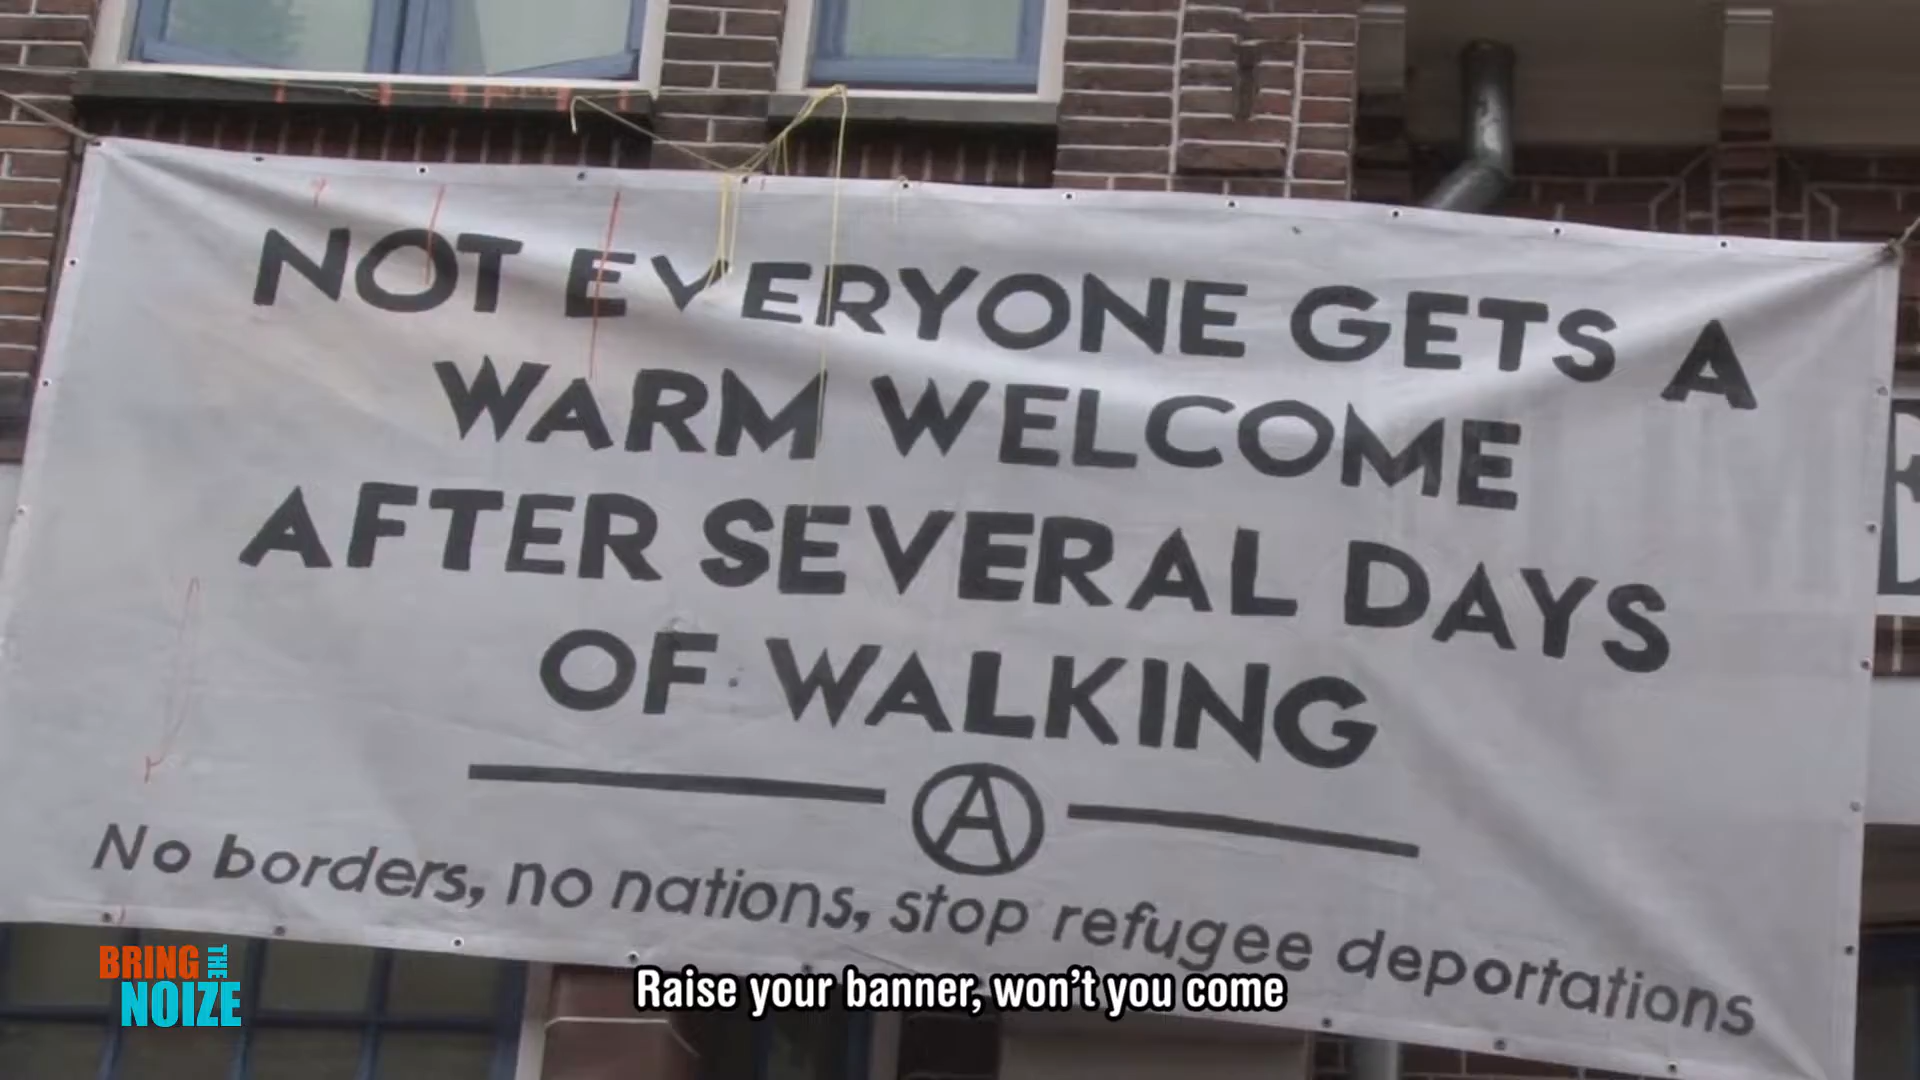 NOT EVERYONE GETS A
WARM WELCOME
AFTER SEVERAL DAYS
OF WALKING
A
No borders, no nations, stop refugee deportations
BRING THE
NOIZE
Raise your banner, won't you come